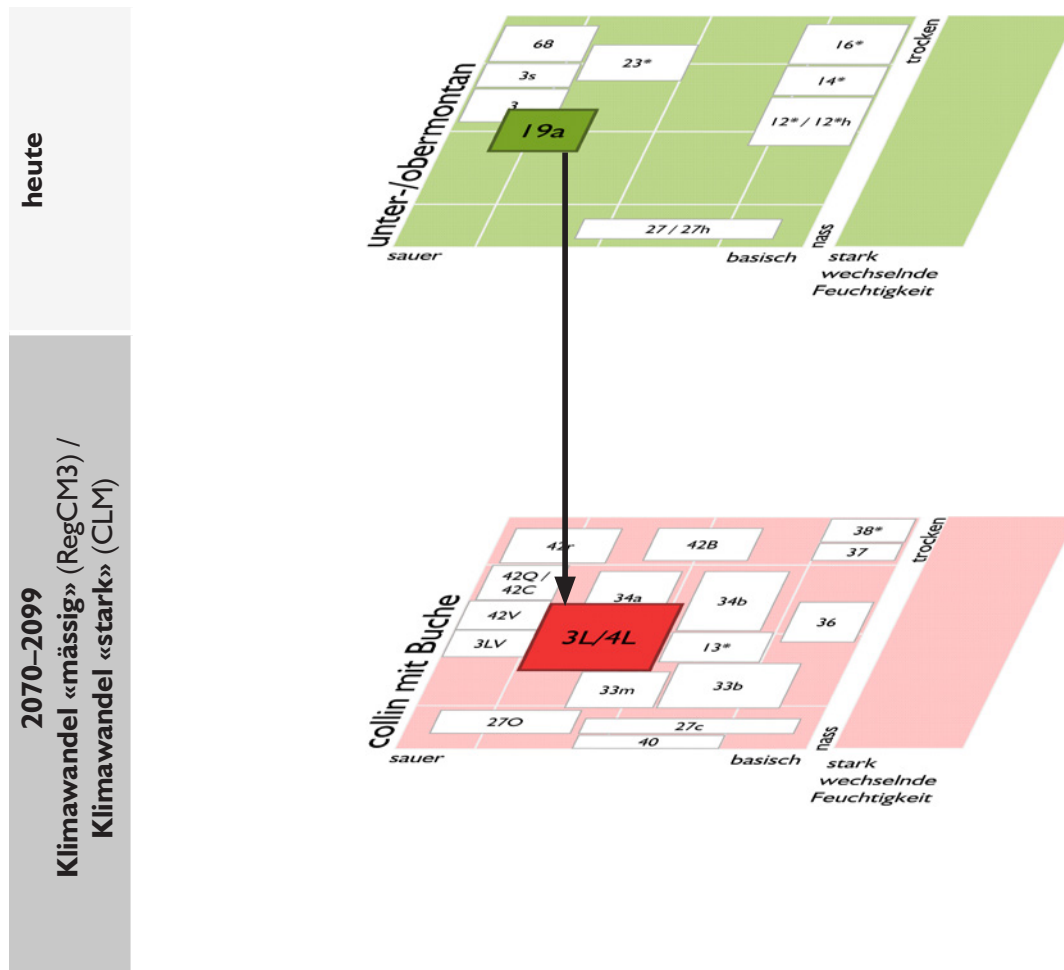 heute
unter-/obermontan
68
3s
3
23*
19a
16*
14*
12* / 12*h
27 / 27h
trocken
nass
sauer
basisch
stark
wechselnde
Feuchtigkeit
2070–2099
Klimawandel «mässig» (RegCM3) /
Klimawandel «stark» (CLM)
collin mit Buche
42r
42B
38*
37
42Q /
42C
34a
34b
42V
36
3L/4L
3LV
13*
33m
33b
27O
27c
40
trocken
nass
sauer
basisch
stark
wechselnde
Feuchtigkeit